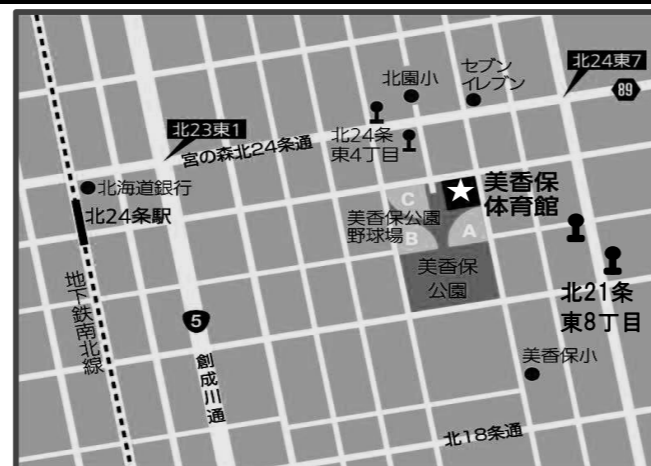 北24東7
89
セブン
イレブン
北園小
北23東1
宮の森北24条通
北24条
東4丁目
北海道銀行
北24条駅
C
美香保公園
野球場
B
A
美香保
体育館
美香保
公園
北21条
東8丁目
地下鉄南北線
5
創成川通
美香保小
北18条通